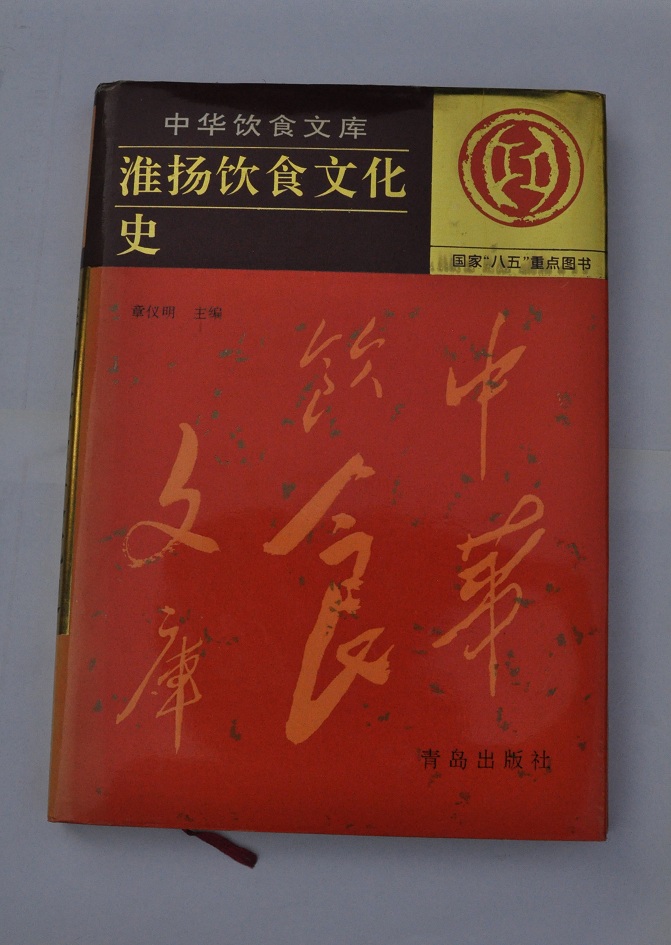 中华饮食文库
淮扬饮食文化
史
国家“八五”重点图书
章仪明 主编
中華
飲食
文庫
青岛出版社